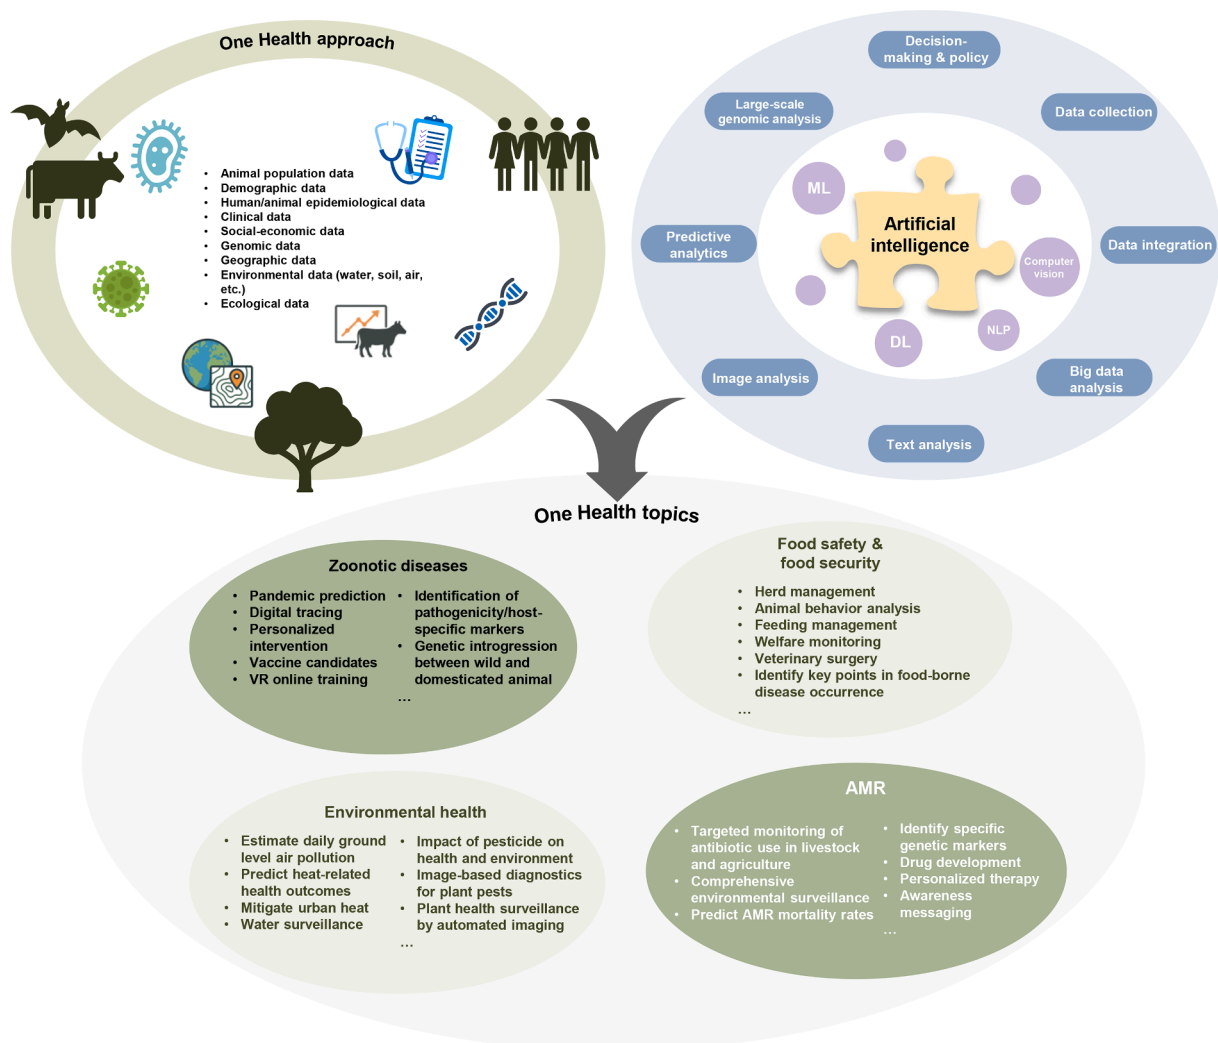 One Health approach
• Animal population data
• Demographic data
• Human/animal epidemiological data
• Clinical data
• Social-economic data
• Genomic data
• Geographic data
• Environmental data (water, soil, air,
etc.)
• Ecological data
Decision-
making & policy
Large-scale
genomic analysis
Data collection
Predictive
analytics
Data integration
Image analysis
Big data
analysis
Text analysis
ML
Artificial
intelligence
Computer
vision
NLP
DL
One Health topics
Zoonotic diseases
• Pandemic prediction
• Digital tracing
• Personalized
intervention
• Vaccine candidates
• VR online training
• Identification of
pathogenicity/host-
specific markers
• Genetic introgression
between wild and
domesticated animal
...
Food safety &
food security
• Herd management
• Animal behavior analysis
• Feeding management
• Welfare monitoring
• Veterinary surgery
• Identify key points in food-borne
disease occurrence
...
Environmental health
• Estimate daily ground
level air pollution
• Predict heat-related
health outcomes
• Mitigate urban heat
• Water surveillance
• Impact of pesticide on
health and environment
• Image-based diagnostics
for plant pests
• Plant health surveillance
by automated imaging
...
AMR
• Targeted monitoring of
antibiotic use in livestock
and agriculture
• Comprehensive
environmental surveillance
• Predict AMR mortality rates
• Identify specific
genetic markers
• Drug development
• Personalized therapy
• Awareness
messaging
...